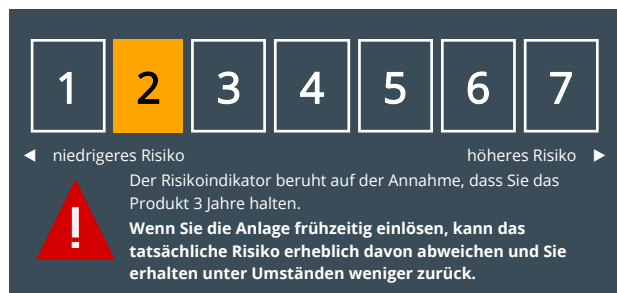 1 2 3 4 5 6 7
◀ niedrigeres Risiko höheres Risiko ▶
Der Risikoindikator beruht auf der Annahme, dass Sie das
Produkt 3 Jahre halten.
Wenn Sie die Anlage frühzeitig einlösen, kann das
tatsächliche Risiko erheblich davon abweichen und Sie
erhalten unter Umständen weniger zurück.
!